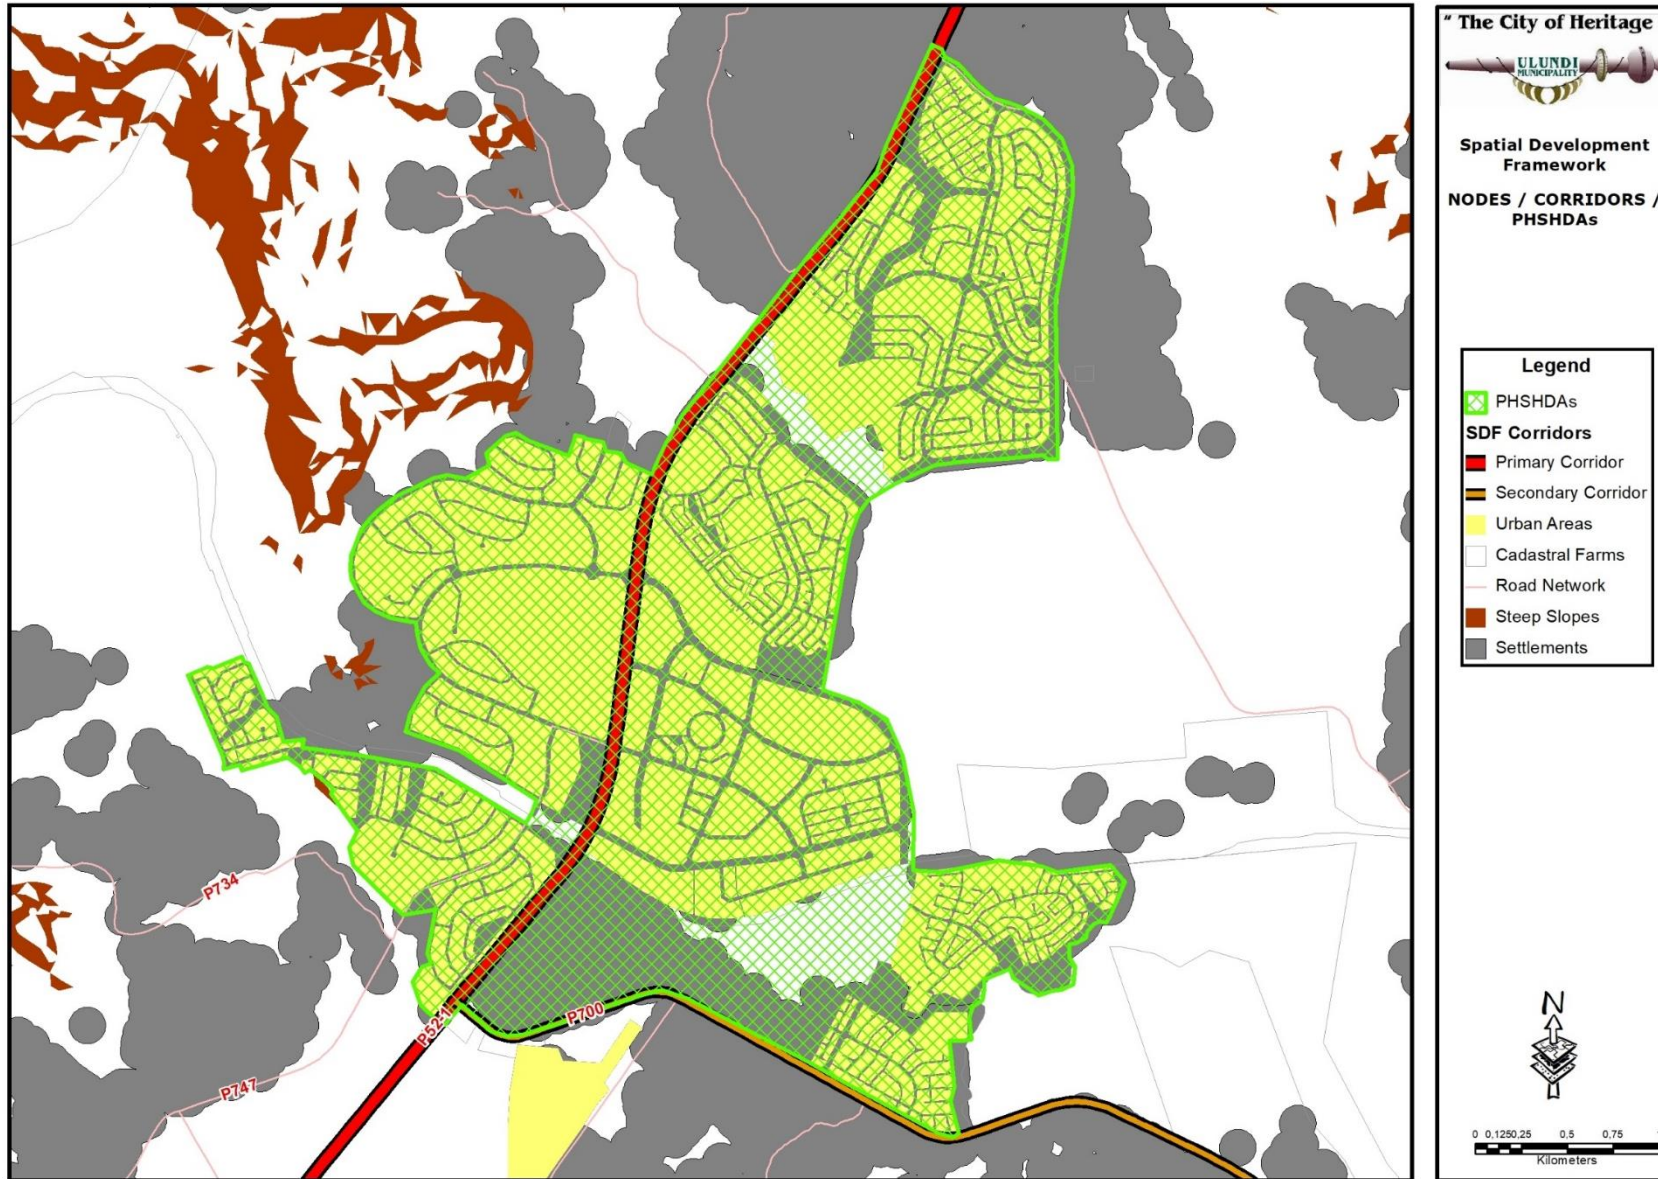 " The City of Heritage
ULUNDI
MUNICIPALITY
Spatial Development
Framework
NODES / CORRIDORS /
PHSHDAs
Legend
PHSHDAs
SDF Corridors
Primary Corridor
Secondary Corridor
Urban Areas
Cadastral Farms
Road Network
Steep Slopes
Settlements
P734
P52-1
P700
P747
N
0 0,1250,25 0,5 0,75
Kilometers